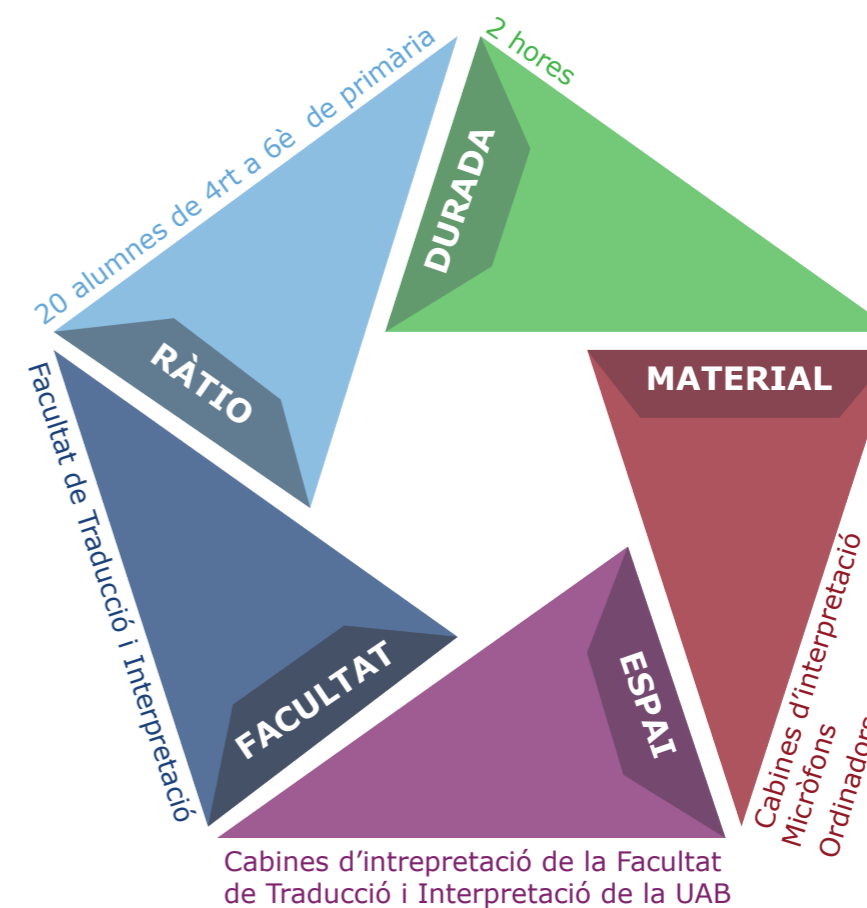 2 hores
DURADA
20 alumnes de 4rt a 6è de primària
RÀTIO
MATERIAL
Cabines d'interpretació
Micròfons
Ordinadors
Facultat de Traducció i Interpretació
FACULTAT
ESPAI
Cabines d'intrepretació de la Facultat
de Traducció i Interpretació de la UAB